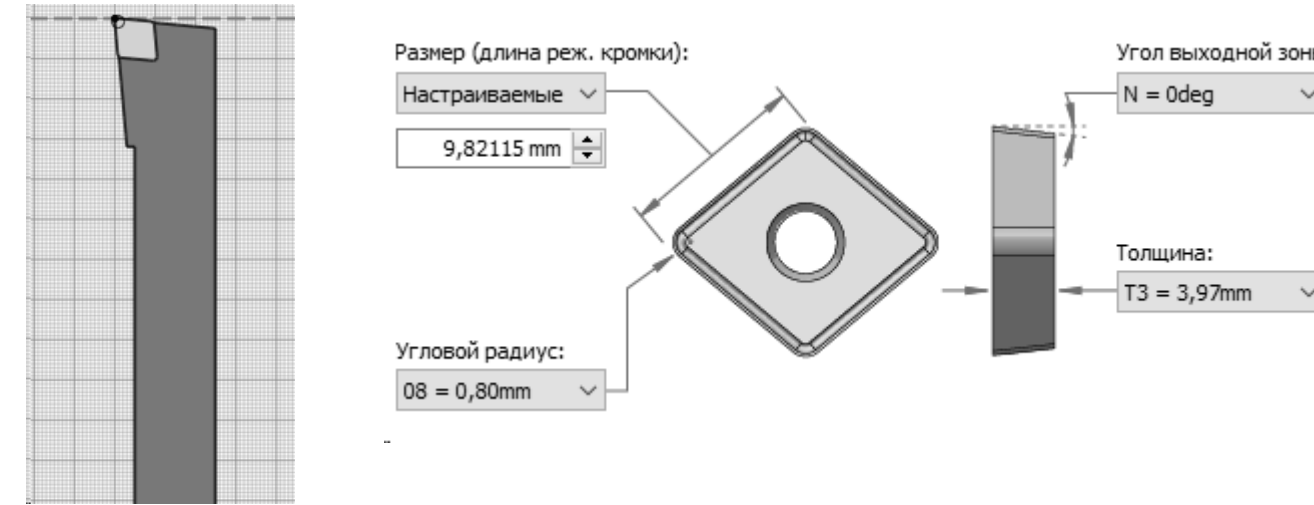 Размер (длина реж. кромки):
Настраиваемые
9,82115 mm
Угловой радиус:
08 = 0,80mm
Угол выходной
N = 0deg
Толщина:
T3 = 3,97mm